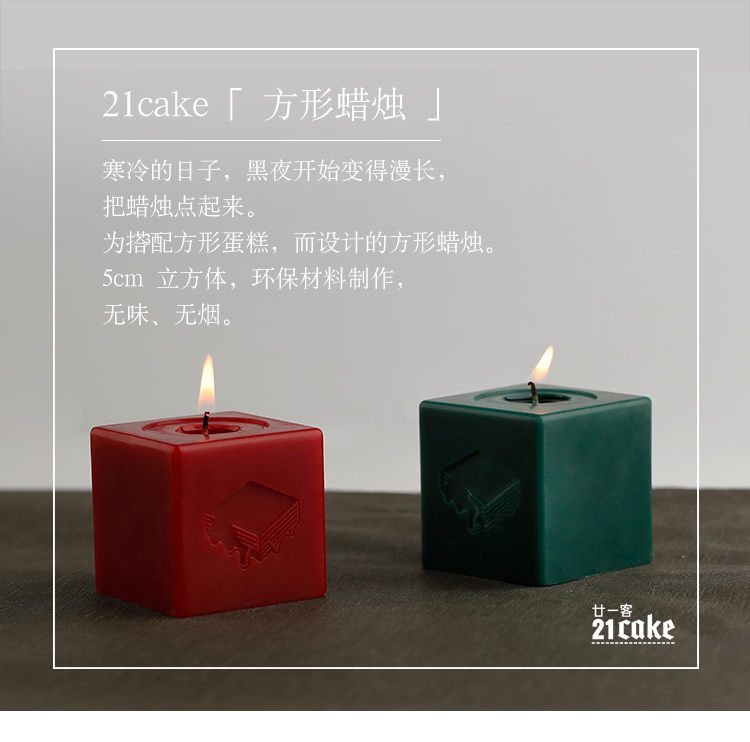 21cake「 方形蜡烛 」
寒冷的日子，黑夜开始变得漫长，
把蜡烛点起来。
为搭配方形蛋糕，而设计的方形蜡烛。
5cm 立方体，环保材料制作，
无味、无烟。
廿一客
21cake